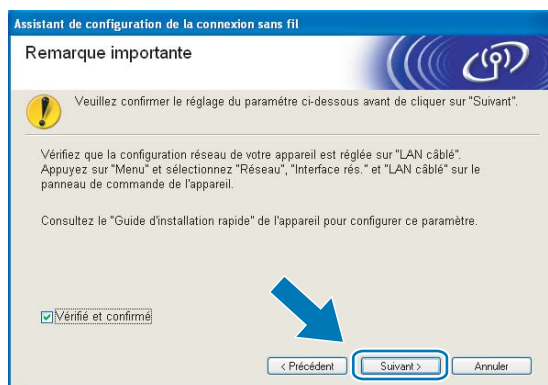 Assistant de configuration de la connexion sans fil
Remarque importante
Veuillez confirmer le réglage du paramétre ci-dessous avant de cliquer sur "Suivant".
Vérifiez que la configuration réseau de votre appareil est réglée sur "LAN câblé".
Appuyez sur "Menu" et sélectionnez "Réseau", "Interface rés." et "LAN câblé" sur le
panneau de commande de l'appareil.
Consultez le "Guide d'installation rapide" de l'appareil pour configurer ce paramètre.
Vérifié et confirmé
< Précédent Suivant > Annuler